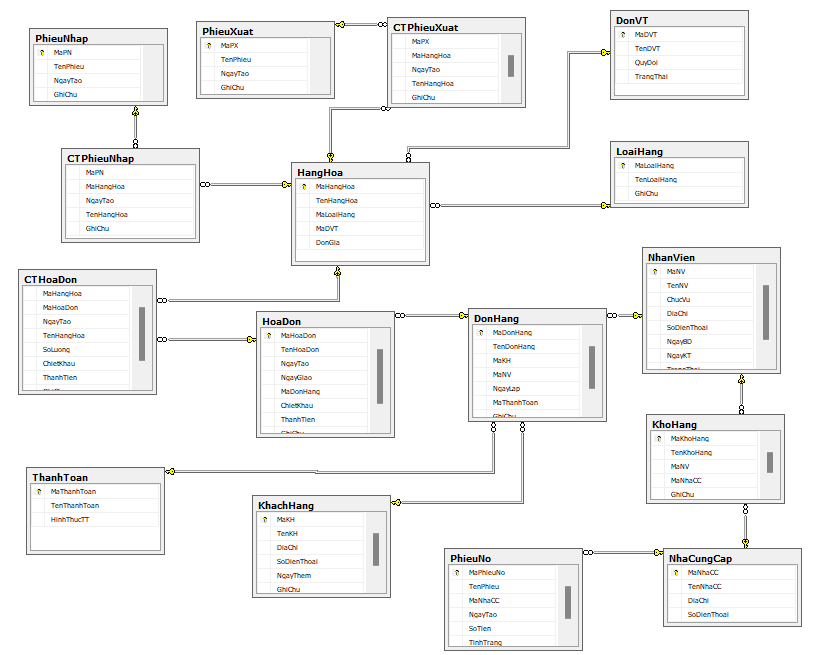 PhieuNhap
MaPN
TenPhieu
NgayTao
GhiChu
PhieuXuat
MaPX
TenPhieu
NgayTao
GhiChu
CTPhieuXuat
MaPX
MaHangHoa
NgayTao
TenHangHoa
GhiChu
DonVT
MaDVT
TenDVT
QuyDoi
TrangThai
CTPhieuNhap
MaPN
MaHangHoa
NgayTao
TenHangHoa
GhiChu
HangHoa
MaHangHoa
TenHangHoa
MaLoaiHang
MaDVT
DonGia
LoaiHang
MaLoaiHang
TenLoaiHang
GhiChu
CTHoaDon
MaHangHoa
MaHoaDon
NgayTao
TenHangHoa
SoLuong
ChietKhau
ThanhTien
HoaDon
MaHoaDon
TenHoaDon
NgayTao
NgayGiao
MaDonHang
ChietKhau
ThanhTien
GhiChu
DonHang
MaDonHang
TenDonHang
MaKH
MaNV
NgayLap
MaThanhToan
GhiChu
NhanVien
MaNV
TenNV
ChucVu
DiaChi
SoDienThoai
NgayBD
NgayKT
TrangThai
KhoHang
MaKhoHang
TenKhoHang
MaNV
MaNhaCC
GhiChu
ThanhToan
MaThanhToan
TenThanhToan
HinhThucTT
KhachHang
MaKH
TenKH
DiaChi
SoDienThoai
NgayThem
GhiChu
PhieuNo
MaPhieuNo
TenPhieu
MaNhaCC
NgayTao
SoTien
TinhTrang
NhaCungCap
MaNhaCC
TenNhaCC
DiaChi
SoDienThoai